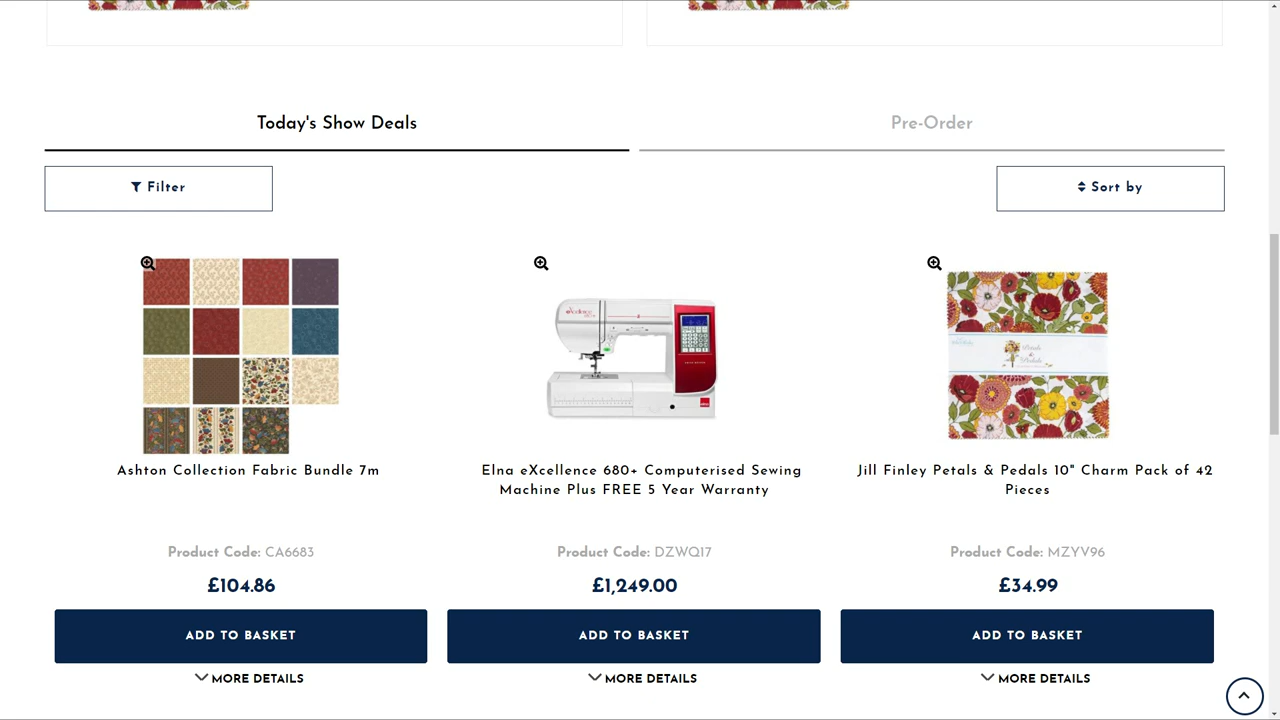 Today's Show Deals
Pre-Order
Filter
Sort by
Ashton Collection Fabric Bundle 7m
Elna eXcellence 680+ Computerised Sewing
Machine Plus FREE 5 Year Warranty
Jill Finley Petals & Pedals 10" Charm Pack of 42
Pieces
Product Code: CA6683
Product Code: DZWQ17
Product Code: MZYV96
£104.86
£1,249.00
£34.99
ADD TO BASKET
ADD TO BASKET
ADD TO BASKET
MORE DETAILS
MORE DETAILS
MORE DETAILS